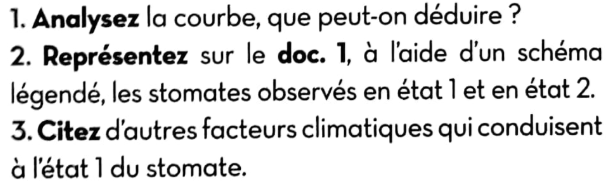 1. Analysez la courbe, que peut-on déduire ?
2. Représentez sur le doc. 1, à l'aide d'un schéma
légendé, les stomates observés en état 1 et en état 2.
3. Citez d'autres facteurs climatiques qui conduisent
à l'état 1 du stomate.